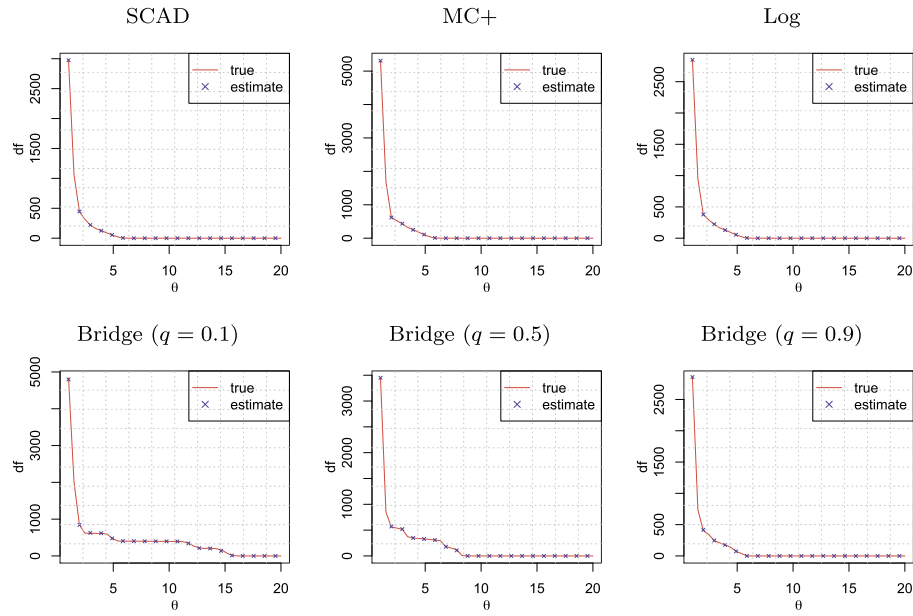 SCAD
MC+
Log
df
0 500 1500 2500
true
estimate
5 10 15 20
θ
df
0 1000 3000 5000
true
estimate
5 10 15 20
θ
df
0 500 1500 2500
true
estimate
5 10 15 20
θ
Bridge (q = 0.1)
Bridge (q = 0.5)
Bridge (q = 0.9)
df
0 1000 3000 5000
true
estimate
5 10 15 20
θ
df
0 1000 2000 3000
true
estimate
5 10 15 20
θ
df
0 500 1500 2500
true
estimate
5 10 15 20
θ